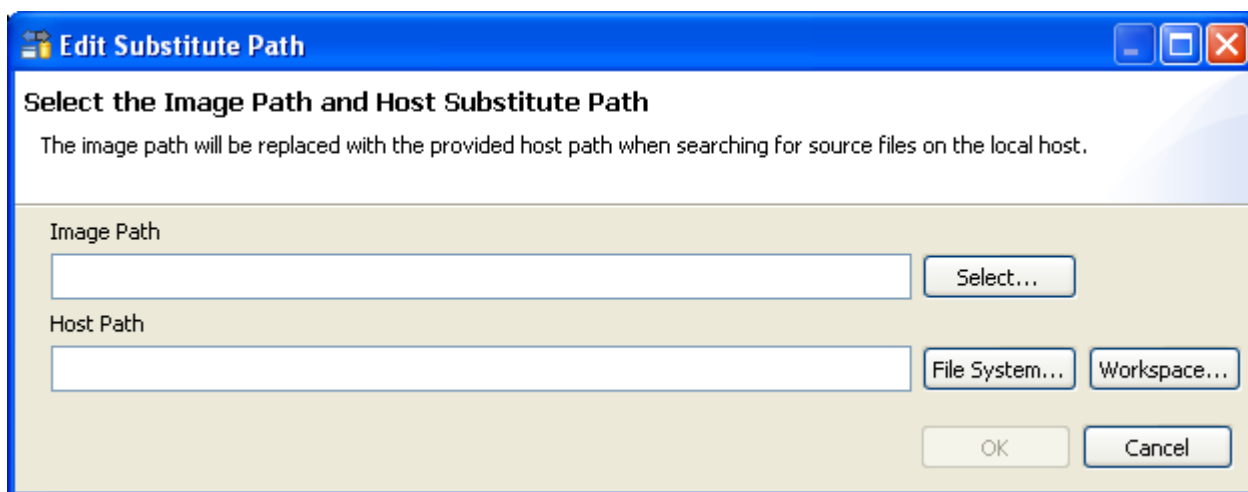 Edit Substitute Path
Select the Image Path and Host Substitute Path
The image path will be replaced with the provided host path when searching for source files on the local host.
Image Path
Select...
Host Path
File System... Workspace...
OK Cancel